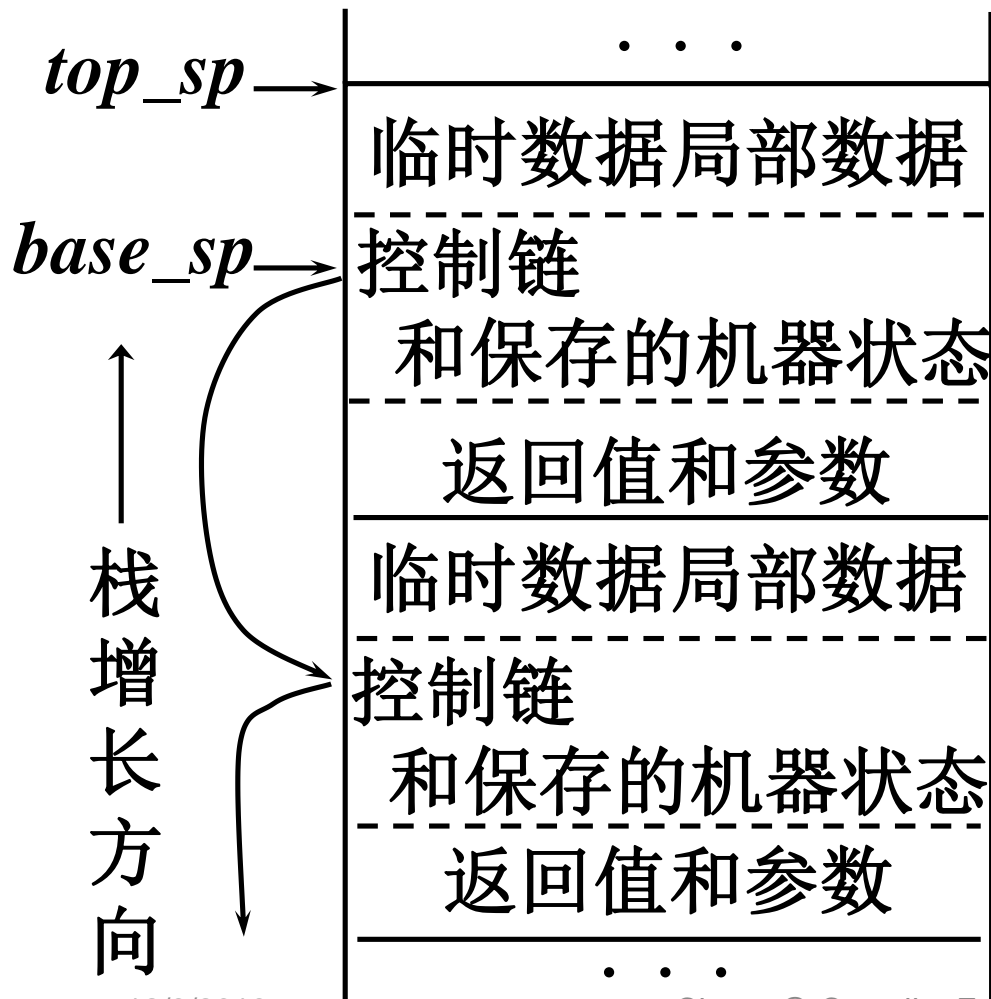 . . .
top_sp
临时数据局部数据
base_sp
控制链
和保存的机器状态
返回值和参数
临时数据局部数据
控制链
和保存的机器状态
返回值和参数
. . .
栈增长方向